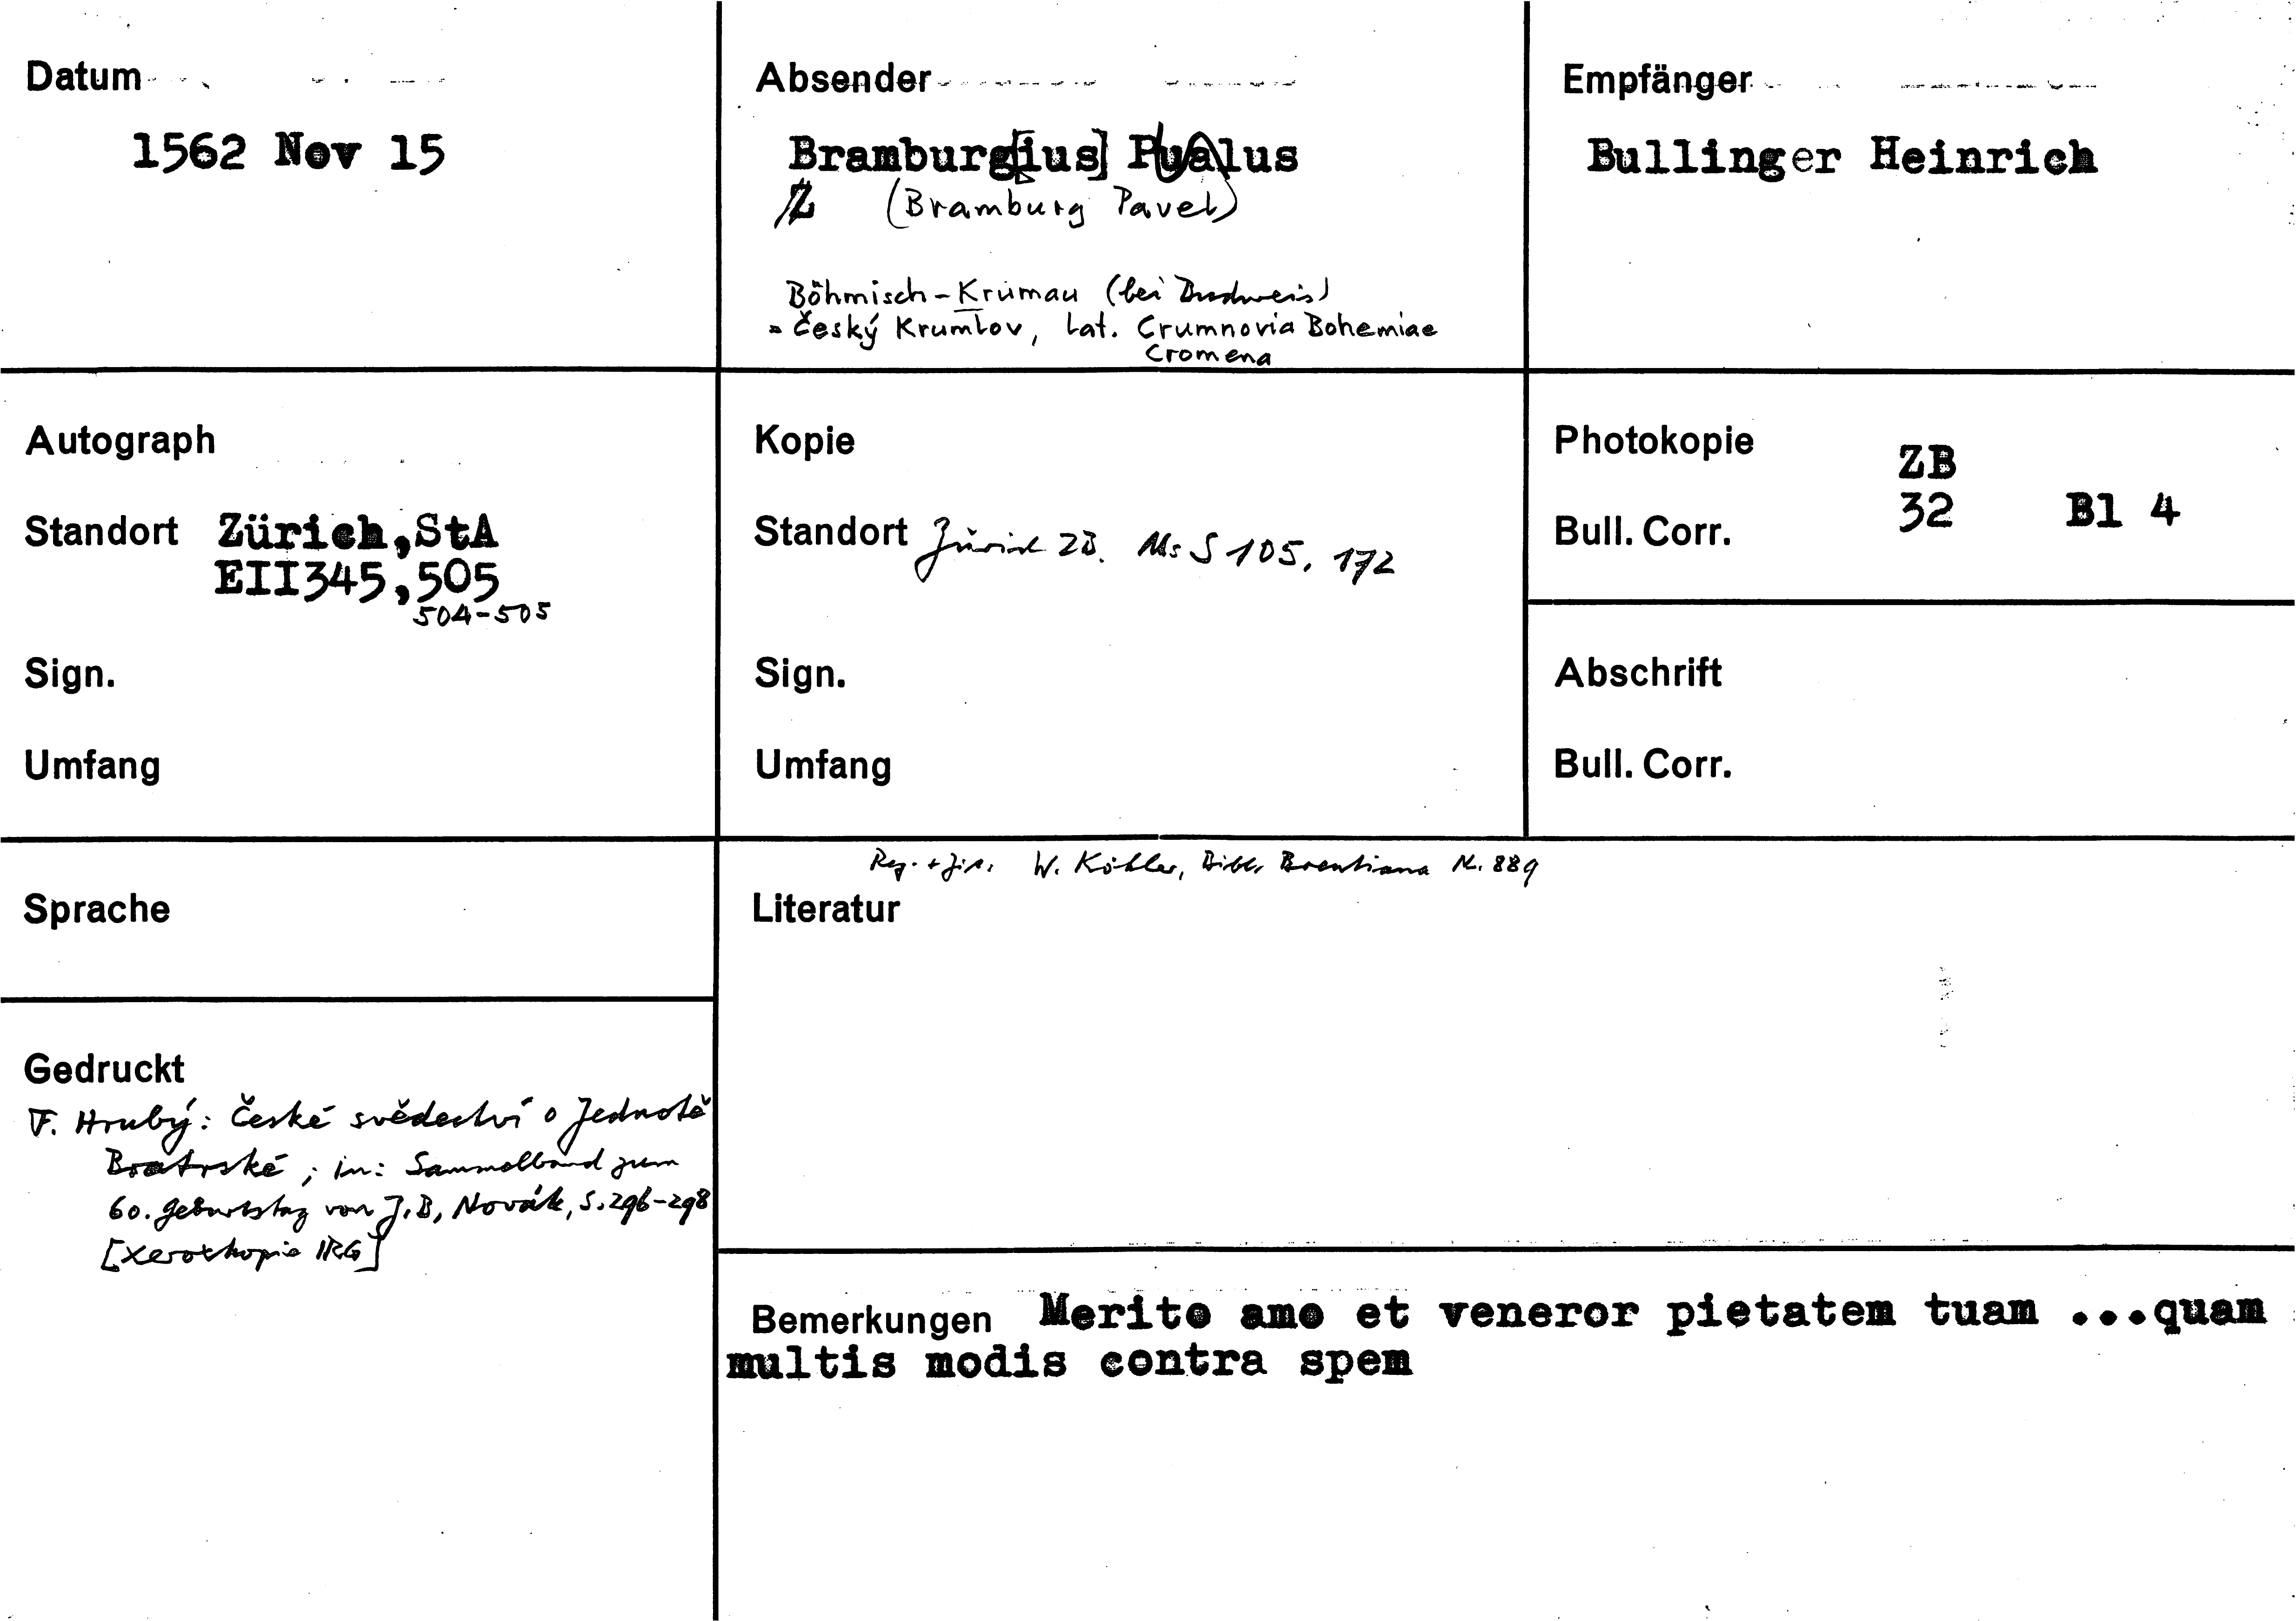 Datum
1562 Nov 15
Absender
Bramburg[ius] Paulus
(Bramburg Pavel)
Böhmisch-Krumau (bei Budweis)
= Český Krumlov, lat. Crumnovia Bohemiae
Cromena
Empfänger
Bullinger Heinrich
Autograph
Standort Zürich,StA
EII345,505
504-505
Sign.
Umfang
Kopie
Standort Zürich ZB. Ms S 105, 172
Sign.
Umfang
Photokopie ZB
Bull. Corr. 32 Bl 4
Abschrift
Bull. Corr.
Sprache
Reg. + W. Köhler, Bibl. Brentiana N. 889
Literatur
Gedruckt
F. Hrubý: České svědectví o Jednotě
Bratrské ; in: Sammelband zum
60. Geburtstag von J.B, Novák, S. 296-298
[Xeroxkopie IRG]
Bemerkungen Merito amo et veneror pietatem tuam ...quam
multis modis contra spem